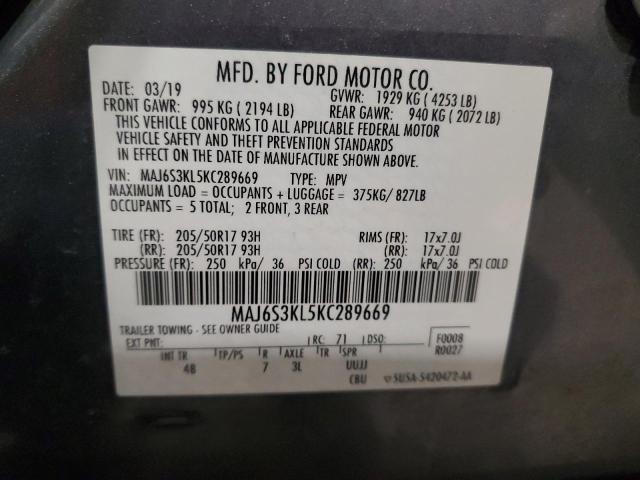 MFD. BY FORD MOTOR CO.
DATE: 03/19 GVWR: 1929 KG ( 4253 LB)
FRONT GAWR: 995 KG ( 2194 LB) REAR GAWR: 940 KG ( 2072 LB)
THIS VEHICLE CONFORMS TO ALL APPLICABLE FEDERAL MOTOR
VEHICLE SAFETY AND THEFT PREVENTION STANDARDS
IN EFFECT ON THE DATE OF MANUFACTURE SHOWN ABOVE.
VIN: MAJ6S3KL5KC289669 TYPE: MPV
MAXIMUM LOAD = OCCUPANTS + LUGGAGE = 375KG/ 827LB
OCCUPANTS = 5 TOTAL; 2 FRONT, 3 REAR
TIRE (FR): 205/50R17 93H RIMS (FR): 17x7.0J
(RR): 205/50R17 93H (RR): 17x7.0J
PRESSURE (FR): 250 kPa/ 36 PSI COLD (RR): 250 kPa/ 36 PSI COLD
MAJ6S3KL5KC289669
TRAILER TOWING - SEE OWNER GUIDE
EXT PNT: RC: 71 DSO: F0008
R0027
INT TR TP/PS R AXLE TR SPR
4B 7 3L UUJJ
CBU 5USA-S420472-AA